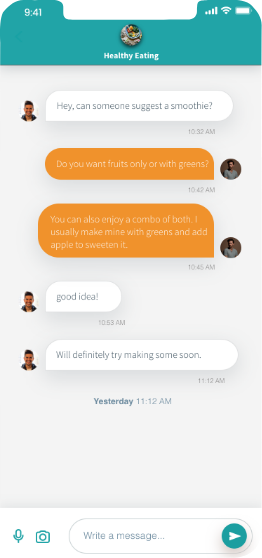 9:41
Healthy Eating
Hey, can someone suggest a smoothie?
10:32 AM
Do you want fruits only or with greens?
10:42 AM
You can also enjoy a combo of both. I
usually make mine with greens and add
apple to sweeten it.
10:45 AM
good idea!
10:53 AM
Will definitely try making some soon.
11:12 AM
Yesterday 11:12 AM
Write a message...